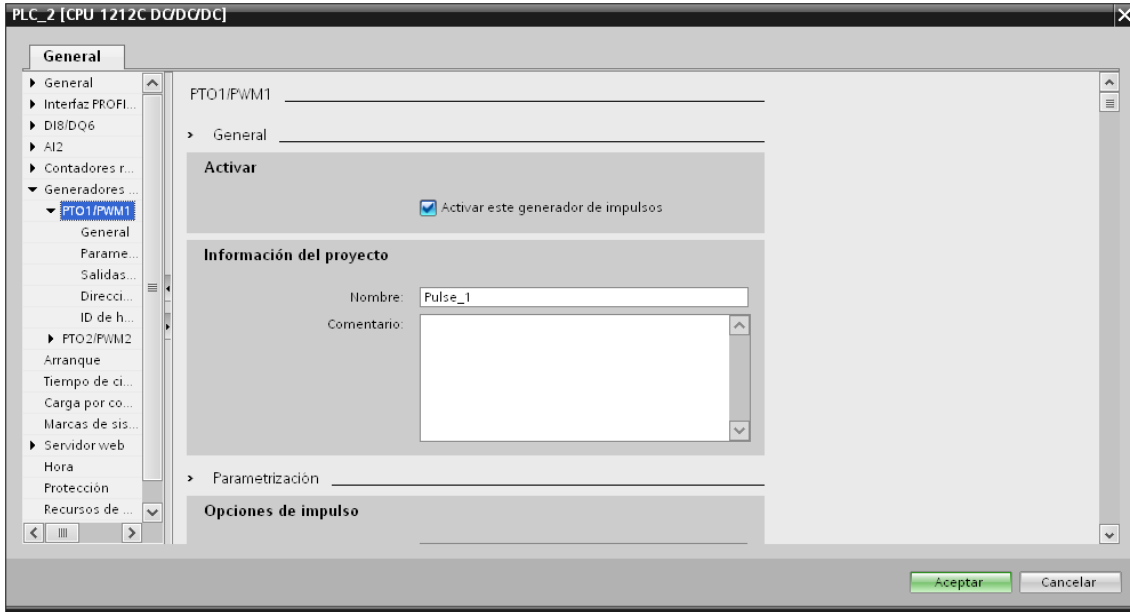 PLC_2 [CPU 1212C DC/DC/DC]
General
General
Interfaz PROFI...
DI8/DQ6
AI2
Contadores r...
Generadores ...
PTO1/PWM1
General
Parame...
Salidas...
Direcci...
ID de h...
PTO2/PWM2
Arranque
Tiempo de ci...
Carga por co...
Marcas de sis...
Servidor web
Hora
Protección
Recursos de ...
PTO1/PWM1
General
Activar
Activar este generador de impulsos
Información del proyecto
Nombre: Pulse_1
Comentario:
Parametrización
Opciones de impulso
Aceptar Cancelar